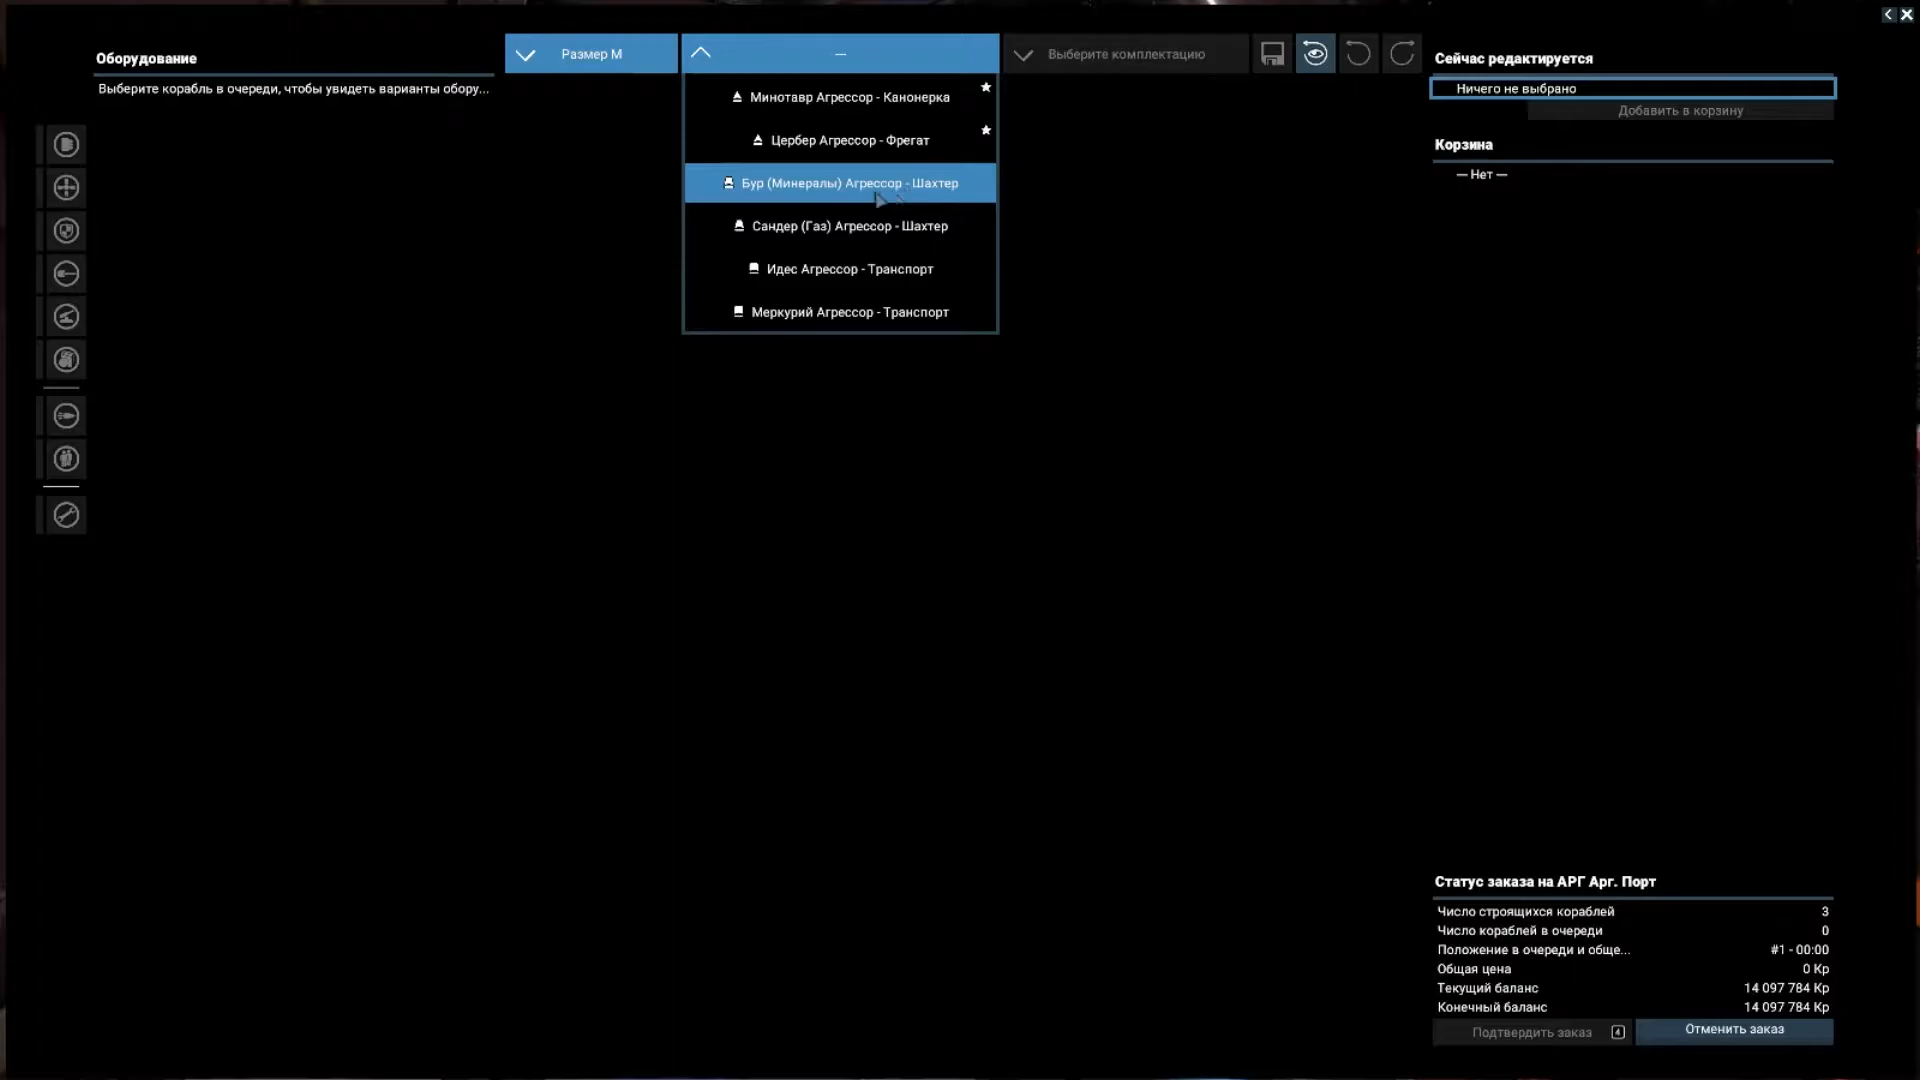 Оборудование
Выберите корабль в очереди, чтобы увидеть варианты обору...
Размер M
—
Выберите комплектацию
Минотавр Агрессор - Канонерка
Цербер Агрессор - Фрегат
Бур (Минералы) Агрессор - Шахтер
Сандер (Газ) Агрессор - Шахтер
Идес Агрессор - Транспорт
Меркурий Агрессор - Транспорт
Сейчас редактируется
Ничего не выбрано
Добавить в корзину
Корзина
— Нет —
Статус заказа на АРГ Арг. Порт
Число строящихся кораблей 3
Число кораблей в очереди 0
Положение в очереди и обще... #1 - 00:00
Общая цена 0 Кр
Текущий баланс 14 097 784 Кр
Конечный баланс 14 097 784 Кр
Подтвердить заказ 4
Отменить заказ